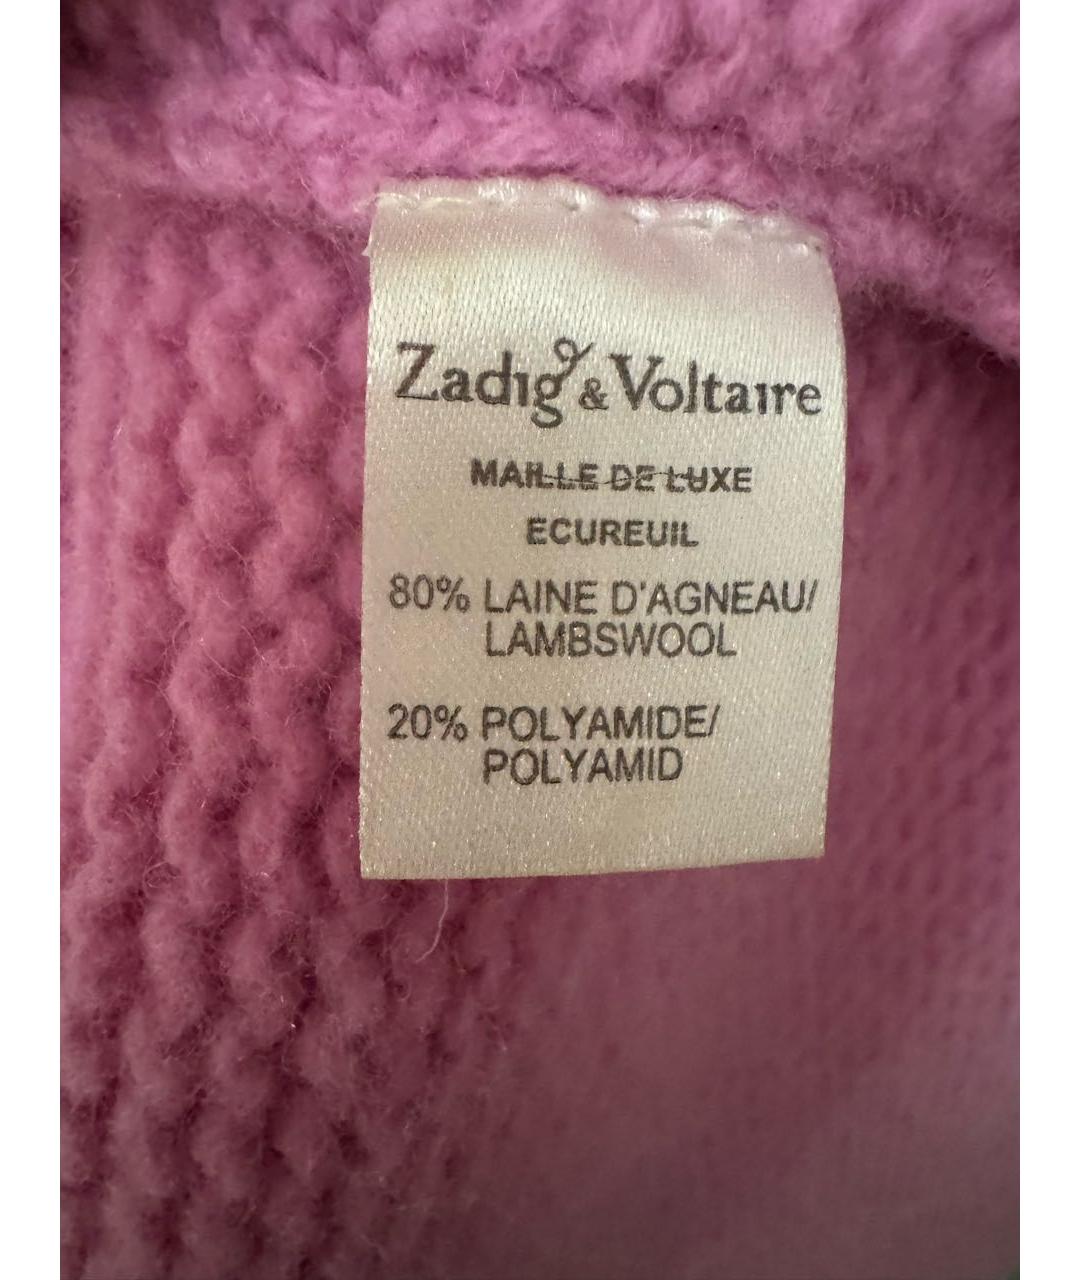 Zadig & Voltaire
MAILLE DE LUXE
ECUREUIL
80% LAINE D'AGNEAU/
LAMBSWOOL
20% POLYAMIDE/
POLYAMID